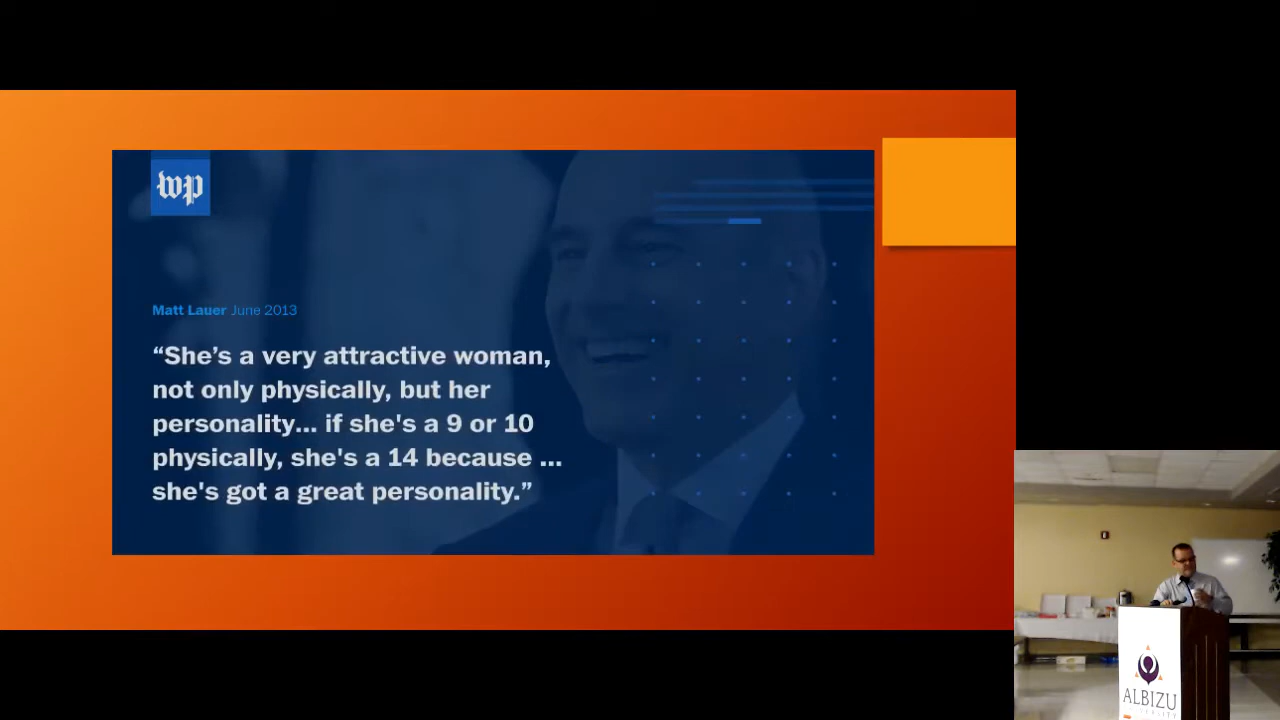 wp
Matt Lauer June 2013
“She’s a very attractive woman,
not only physically, but her
personality... if she's a 9 or 10
physically, she's a 14 because ...
she's got a great personality.”
ALBIZU